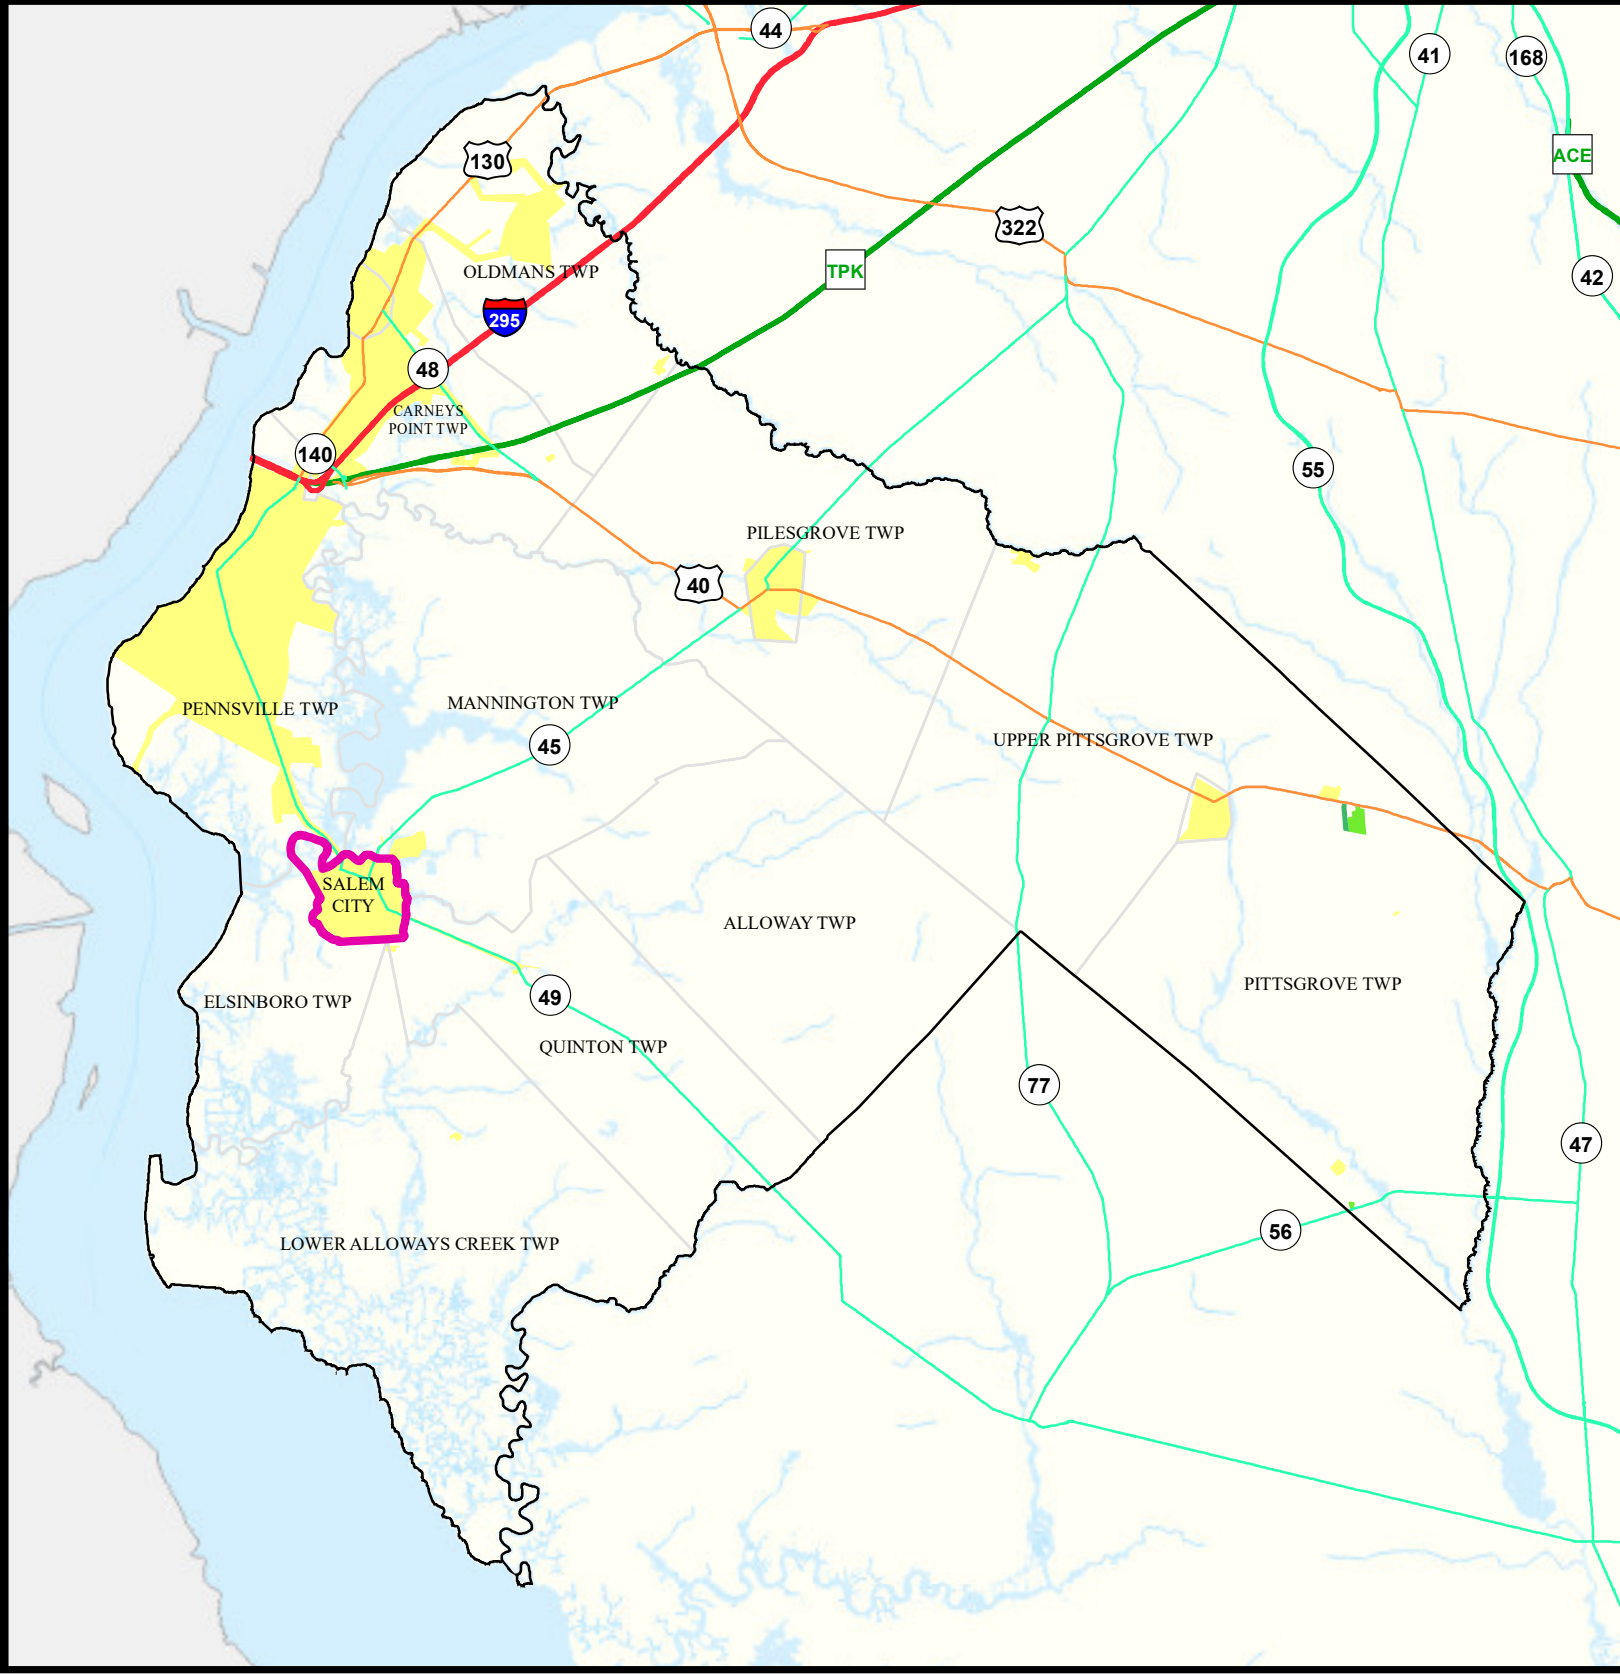 44
41
168
130
ACE
322
TPK
OLDMANS TWP
42
295
48
CARNEYS
POINT TWP
140
55
PILESGROVE TWP
40
PENNSVILLE TWP
MANNINGTON TWP
45
UPPER PITTSGROVE TWP
SALEM
CITY
ALLOWAY TWP
PITTSGROVE TWP
ELSINBORO TWP
49
QUINTON TWP
77
47
56
LOWER ALLOWAYS CREEK TWP